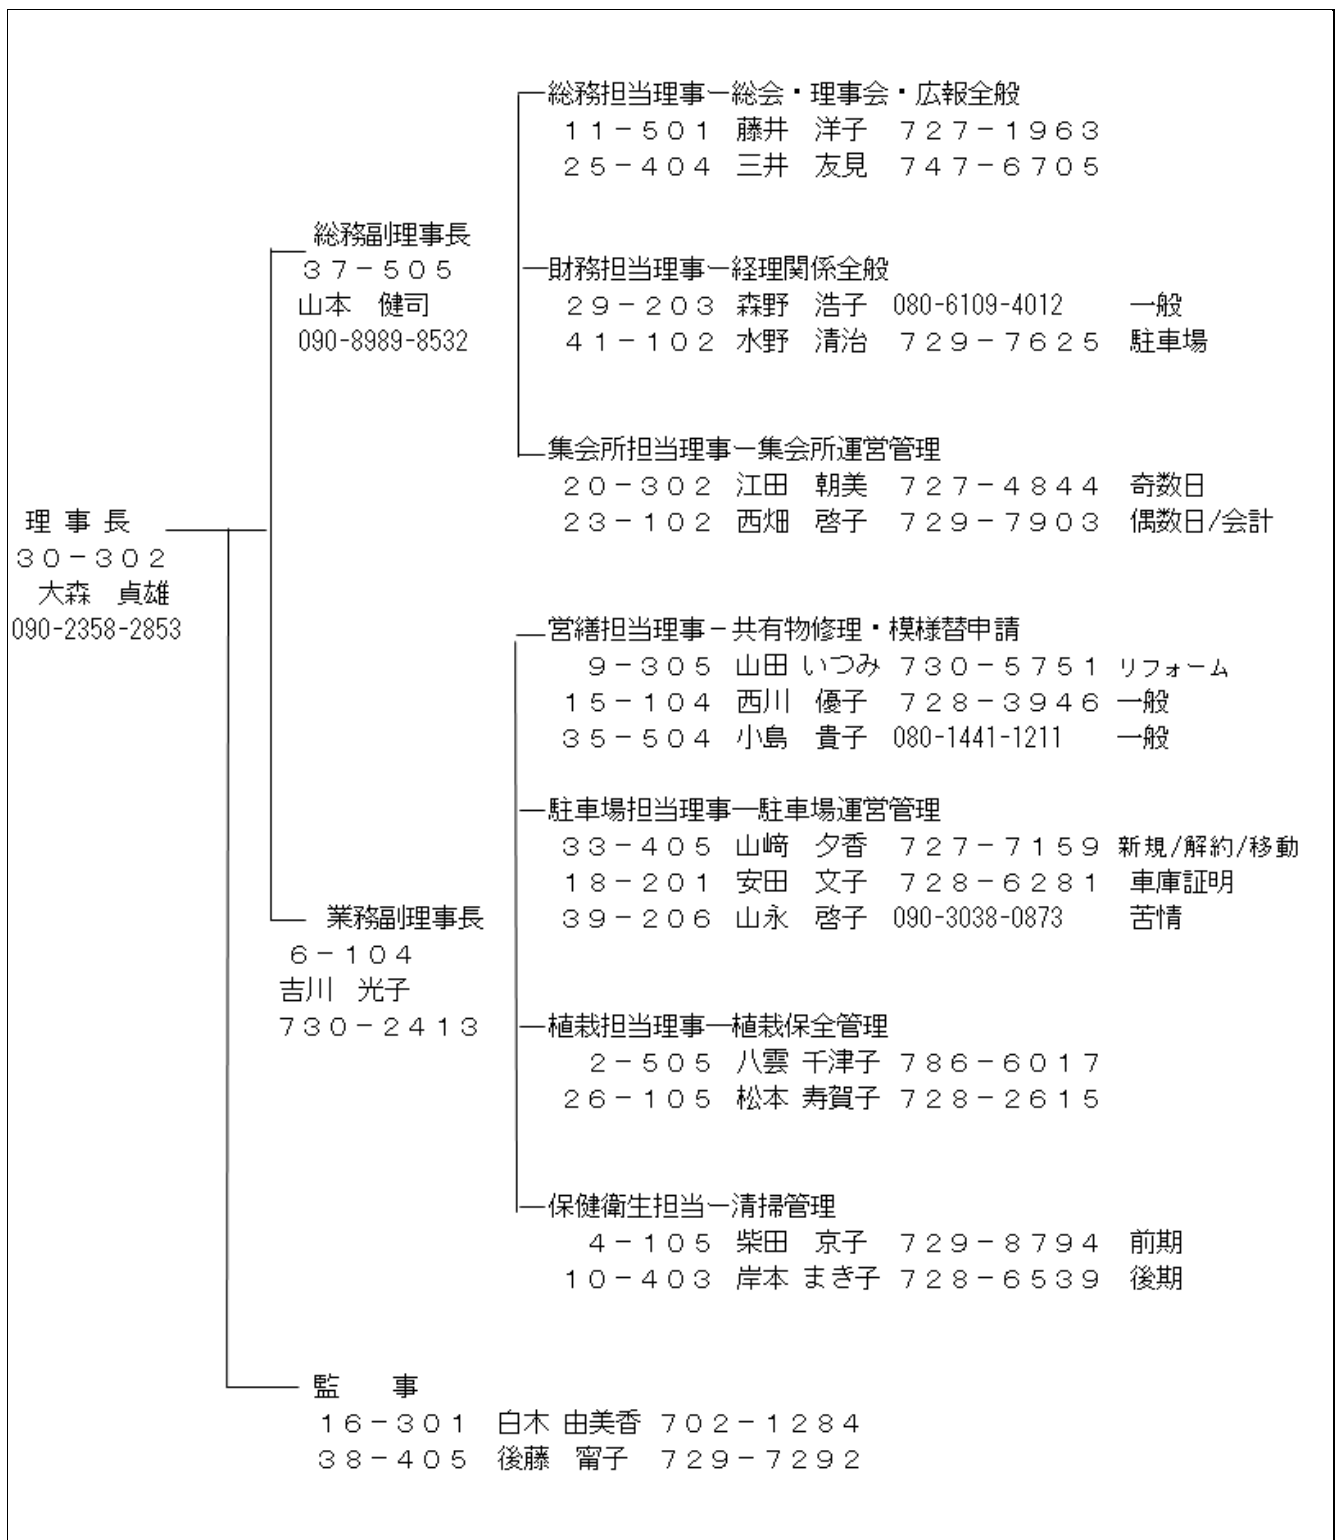 総務担当理事ー総会・理事会・広報全般
１１－５０１ 藤井　洋子 ７２７－１９６３
２５－４０４ 三井　友見 ７４７－６７０５
総務副理事長
３７－５０５
山本　健司
090-8989-8532
財務担当理事ー経理関係全般
２９－２０３ 森野　浩子 080-6109-4012 一般
４１－１０２ 水野　清治 ７２９－７６２５ 駐車場
集会所担当理事ー集会所運営管理
２０－３０２ 江田　朝美 ７２７－４８４４ 奇数日
２３－１０２ 西畑　啓子 ７２９－７９０３ 偶数日/会計
理 事 長
３０－３０２
大森　貞雄
090-2358-2853
営繕担当理事－共有物修理・模様替申請
９－３０５ 山田 いつみ ７３０－５７５１ リフォーム
１５－１０４ 西川　優子 ７２８－３９４６ 一般
３５－５０４ 小島　貴子 080-1441-1211 一般
駐車場担当理事―駐車場運営管理
３３－４０５ 山﨑　夕香 ７２７－７１５９ 新規/解約/移動
１８－２０１ 安田　文子 ７２８－６２８１ 車庫証明
３９－２０６ 山永　啓子 090-3038-0873 苦情
業務副理事長
６－１０４
吉川　光子
７３０－２４１３
植栽担当理事―植栽保全管理
２－５０５ 八雲 千津子 ７８６－６０１７
２６－１０５ 松本 寿賀子 ７２８－２６１５
保健衛生担当ー清掃管理
４－１０５ 柴田　京子 ７２９－８７９４ 前期
１０－４０３ 岸本 まき子 ７２８－６５３９ 後期
監　　事
１６－３０１ 白木 由美香 ７０２－１２８４
３８－４０５ 後藤　甯子 ７２９－７２９２